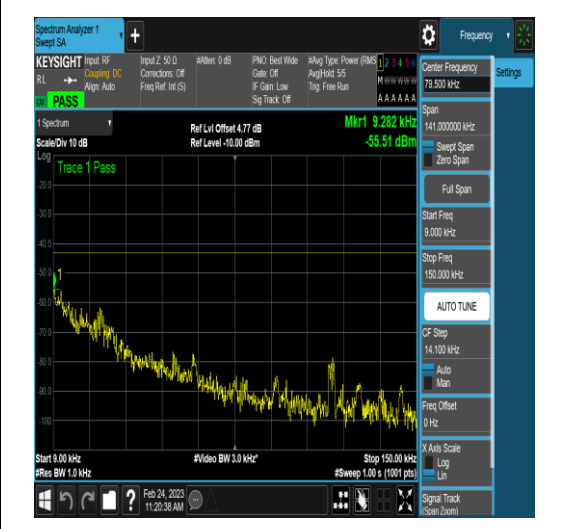 Spectrum Analyzer 1
Swept SA
+
Frequency
KEYSIGHT
RL
PASS
Input: RF
Coupling: DC
Align: Auto
Input Z: 50 Ω
Corrections: Off
Freq Ref: Int (S)
#Atten: 0 dB
PNO: Best Wide
Gate: Off
IF Gain: Low
Sig Track: Off
#Avg Type: Power (RMS
Avg|Hold: 5/5
Trig: Free Run
1 2 3 4 5 6
M W W W W W
A A A A A A
1 Spectrum
Scale/Div 10 dB
Ref Lvl Offset 4.77 dB
Ref Level -10.00 dBm
Mkr1 9.282 kHz
-55.51 dBm
Log
Trace 1 Pass
-20.0
-30.0
-40.0
-50.0
-60.0
-70.0
-80.0
-90.0
-100
1
Start 9.00 kHz
#Res BW 1.0 kHz
#Video BW 3.0 kHz*
Stop 150.00 kHz
#Sweep 1.00 s (1001 pts)
Feb 24, 2023
11:20:38 AM
?
Center Frequency
79.500 kHz
Settings
Span
141.000000 kHz
Swept Span
Zero Span
Full Span
Start Freq
9.000 kHz
Stop Freq
150.000 kHz
AUTO TUNE
CF Step
14.100 kHz
Auto
Man
Freq Offset
0 Hz
X Axis Scale
Log
Lin
Signal Track
(Span Zoom)